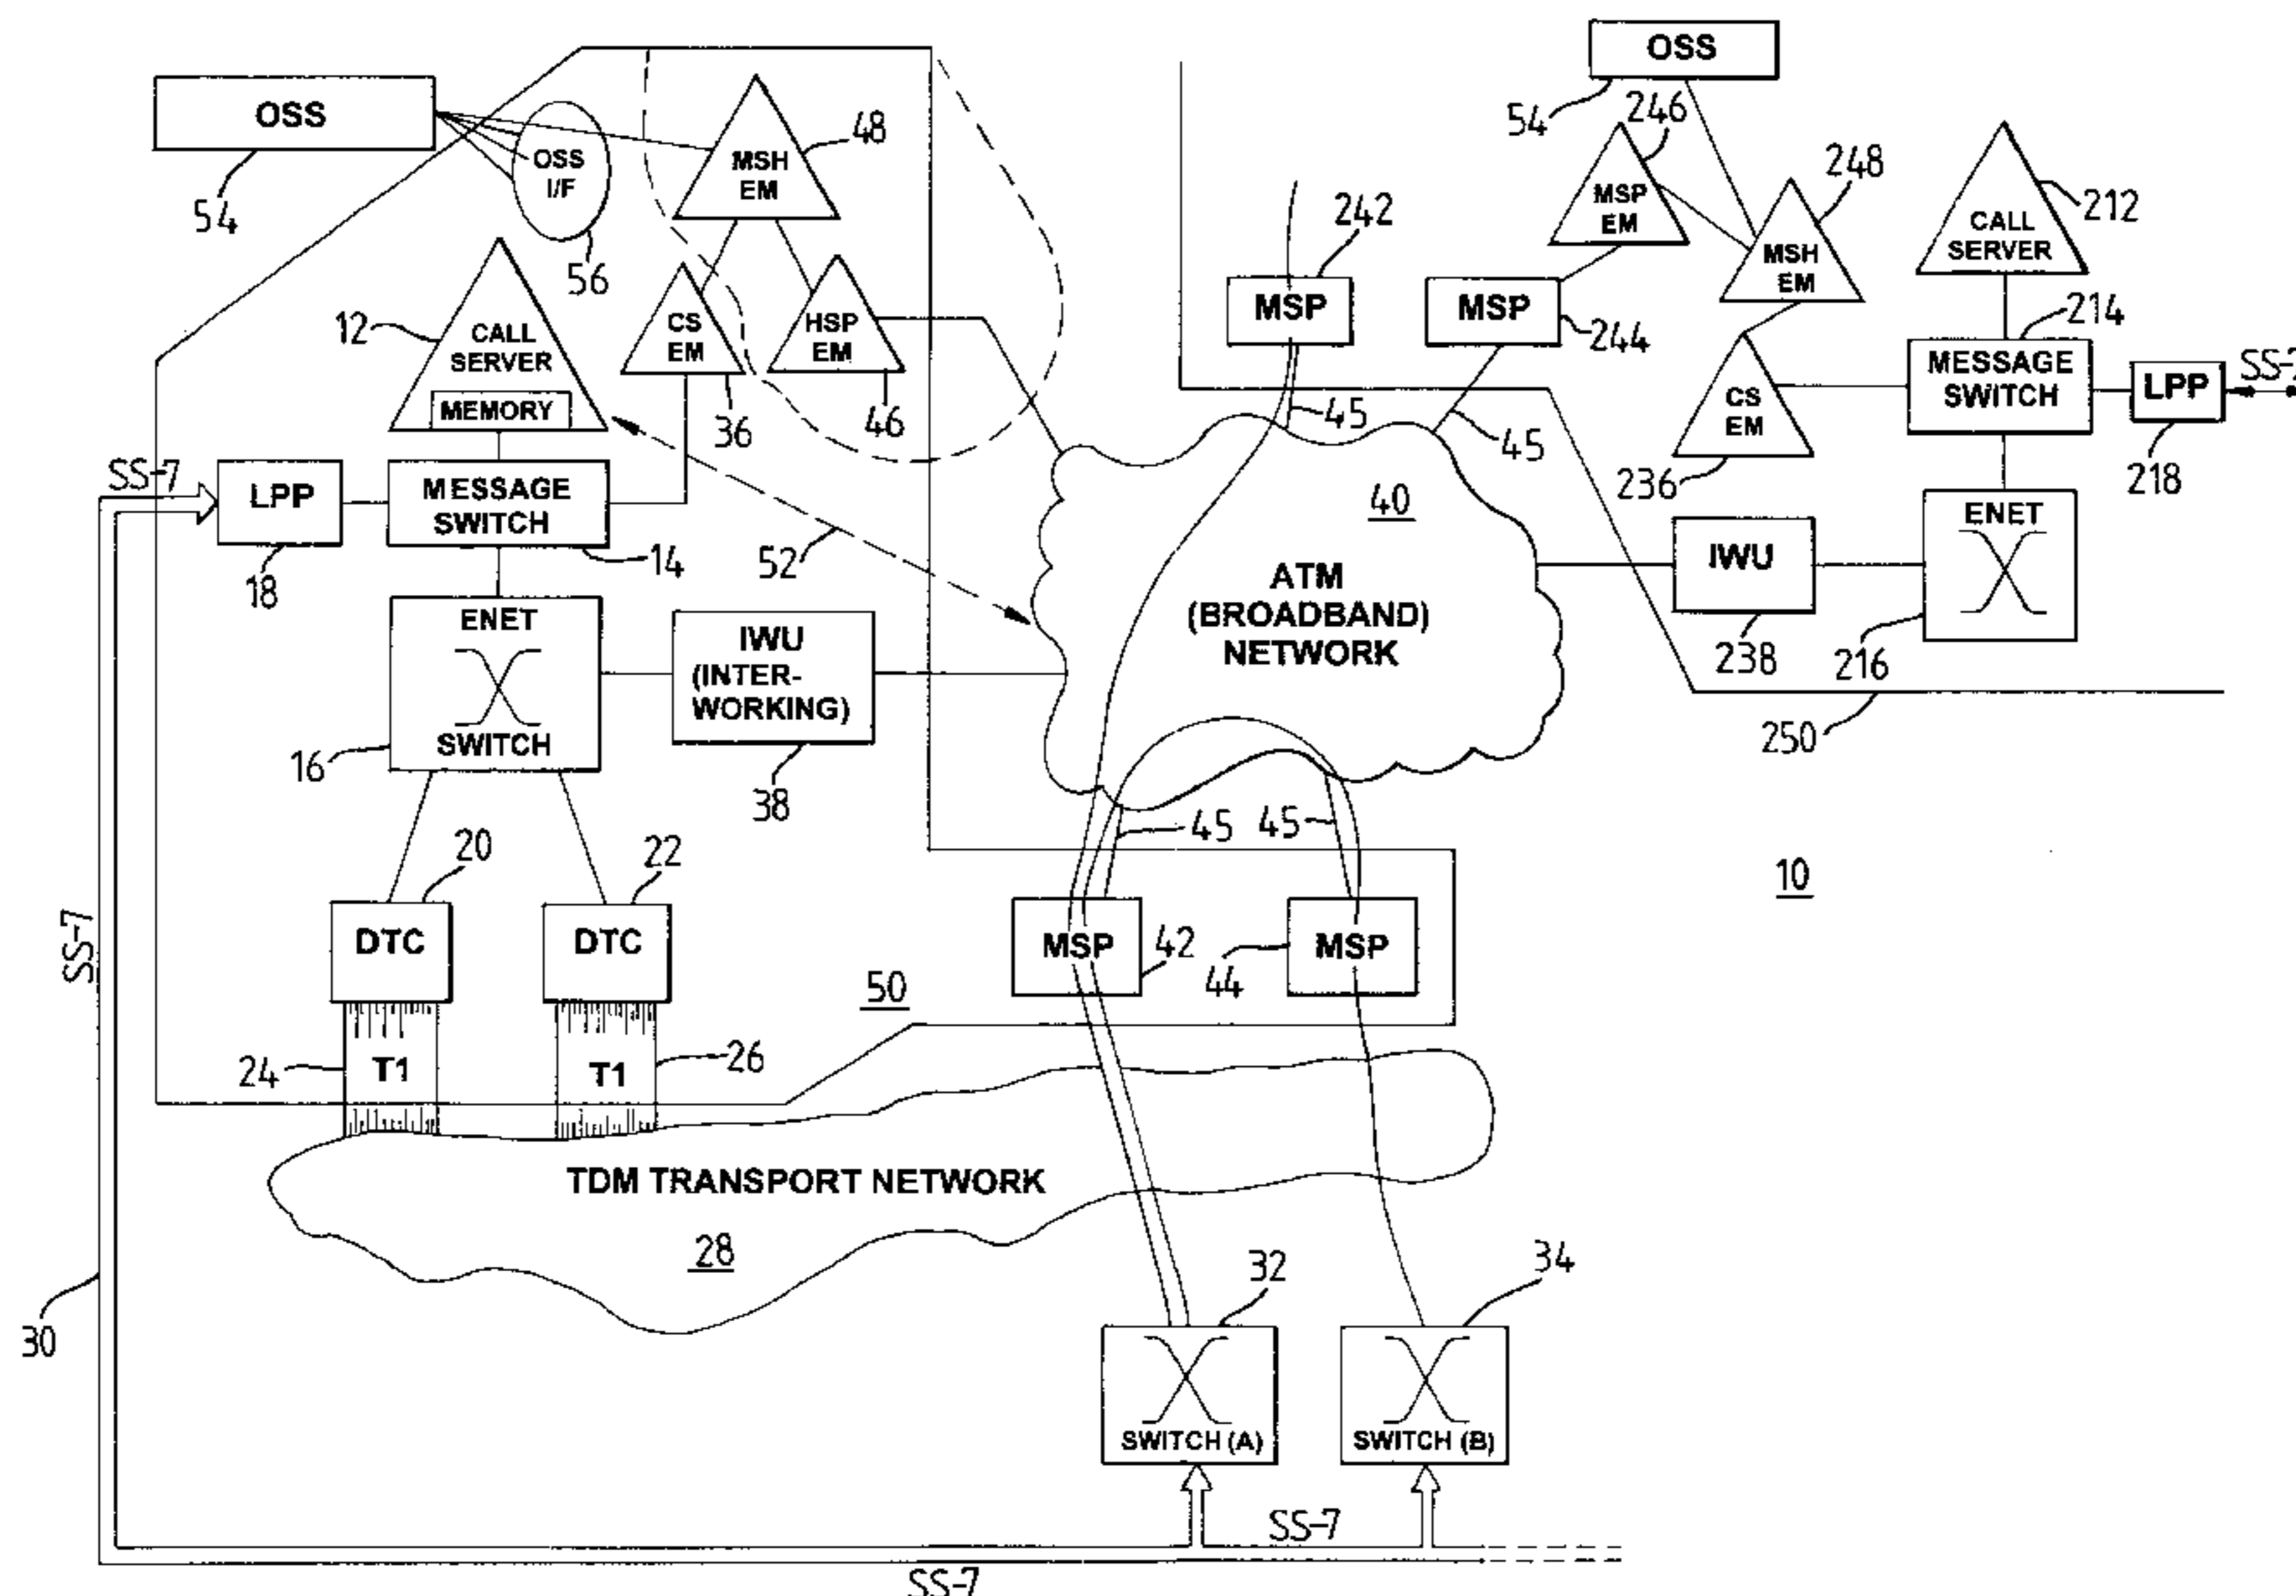 OSS
54
OSS
I/F
56
MSH
EM
48
CS
EM
36
HSP
EM
46
12
CALL
SERVER
MEMORY
SS-7
LPP
18
MESSAGE
SWITCH
14
52
ENET
SWITCH
16
IWU
(INTER-
WORKING)
38
20
DTC
22
DTC
24
T1
26
T1
50
TDM TRANSPORT NETWORK
28
SS-7
30
40
ATM
(BROADBAND)
NETWORK
242
MSP
45
MSP
244
45
OSS
54
246
MSP
EM
248
MSH
EM
212
CALL
SERVER
214
MESSAGE
SWITCH
LPP
218
CS
EM
236
IWU
238
ENET
216
250
10
45
45
MSP
42
44
MSP
32
SWITCH (A)
34
SWITCH (B)
SS-7
SS-7